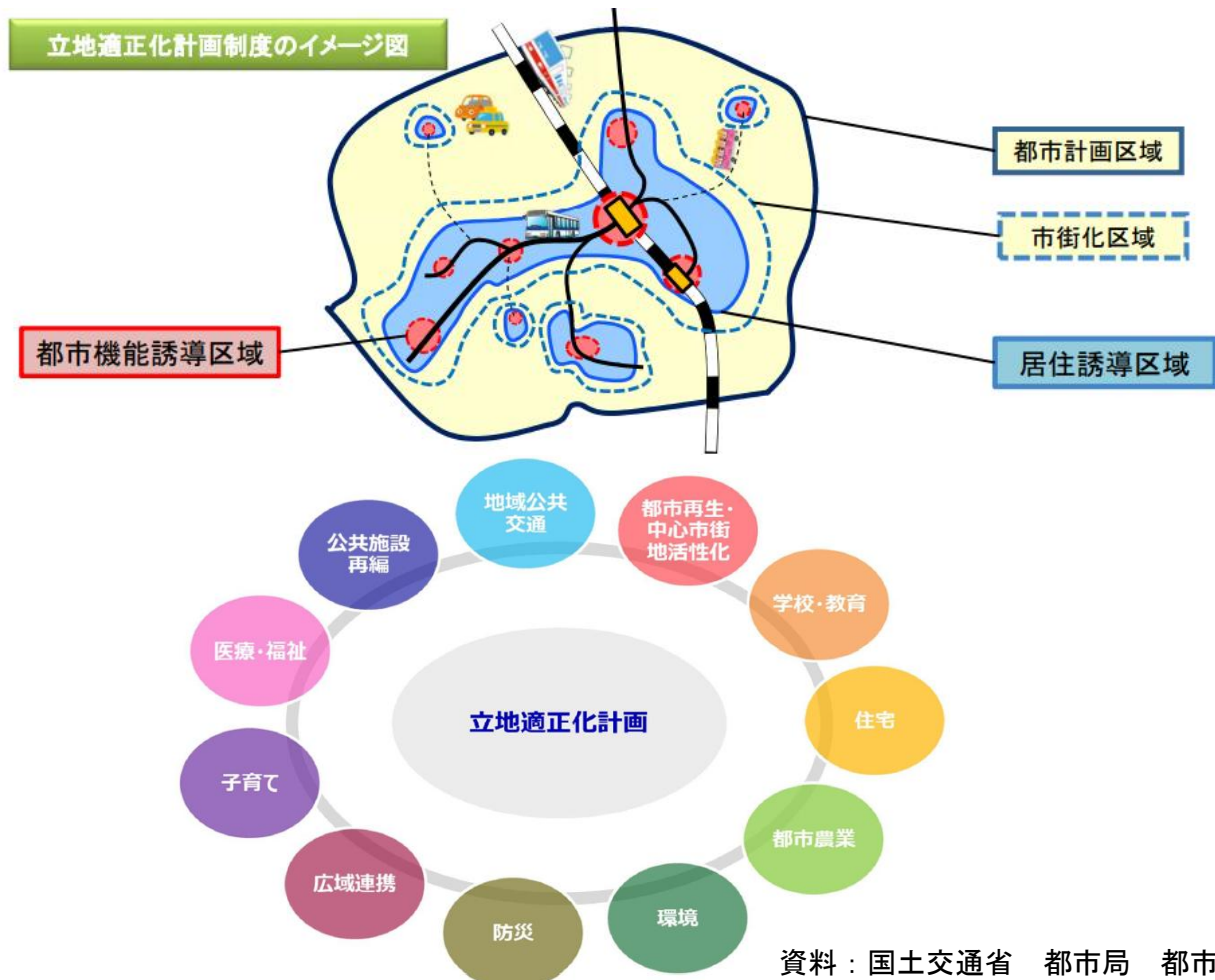 立地適正化計画制度のイメージ図
都市計画区域
市街化区域
都市機能誘導区域
居住誘導区域
地域公共
交通
都市再生・
中心市街
地活性化
公共施設
再編
学校・教育
医療・福祉
立地適正化計画
住宅
子育て
都市農業
広域連携
環境
防災
資料：国土交通省　都市局　都市